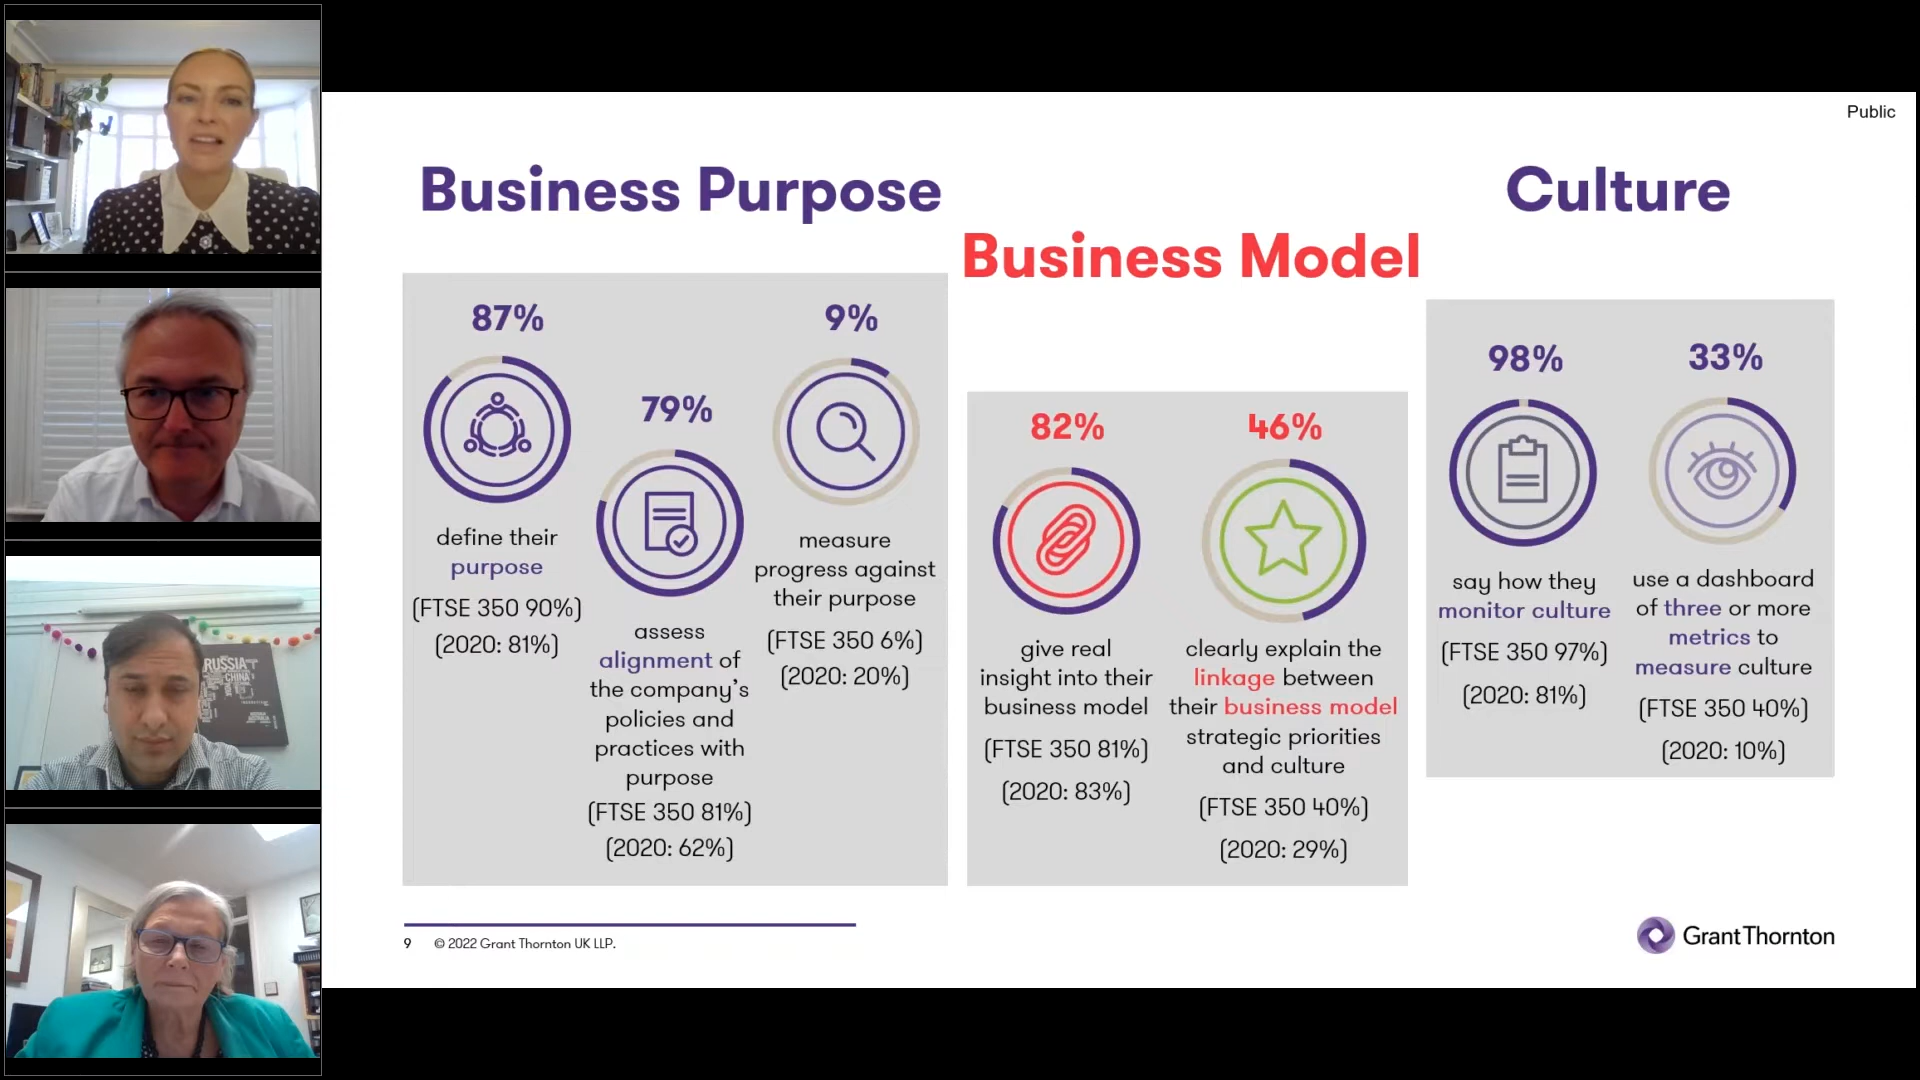 Public
Business Purpose
Business Model
Culture
87%
define their
purpose
(FTSE 350 90%)
(2020: 81%)
79%
assess
alignment of
the company's
policies and
practices with
purpose
(FTSE 350 81%)
(2020: 62%)
9%
measure
progress against
their purpose
(FTSE 350 6%)
(2020: 20%)
82%
give real
insight into their
business model
(FTSE 350 81%)
(2020: 83%)
46%
clearly explain the
linkage between
their business model
strategic priorities
and culture
(FTSE 350 40%)
(2020: 29%)
98%
say how they
monitor culture
(FTSE 350 97%)
(2020: 81%)
33%
use a dashboard
of three or more
metrics to
measure culture
(FTSE 350 40%)
(2020: 10%)
9 © 2022 Grant Thornton UK LLP.
Grant Thornton
RUSSIA
CHINA